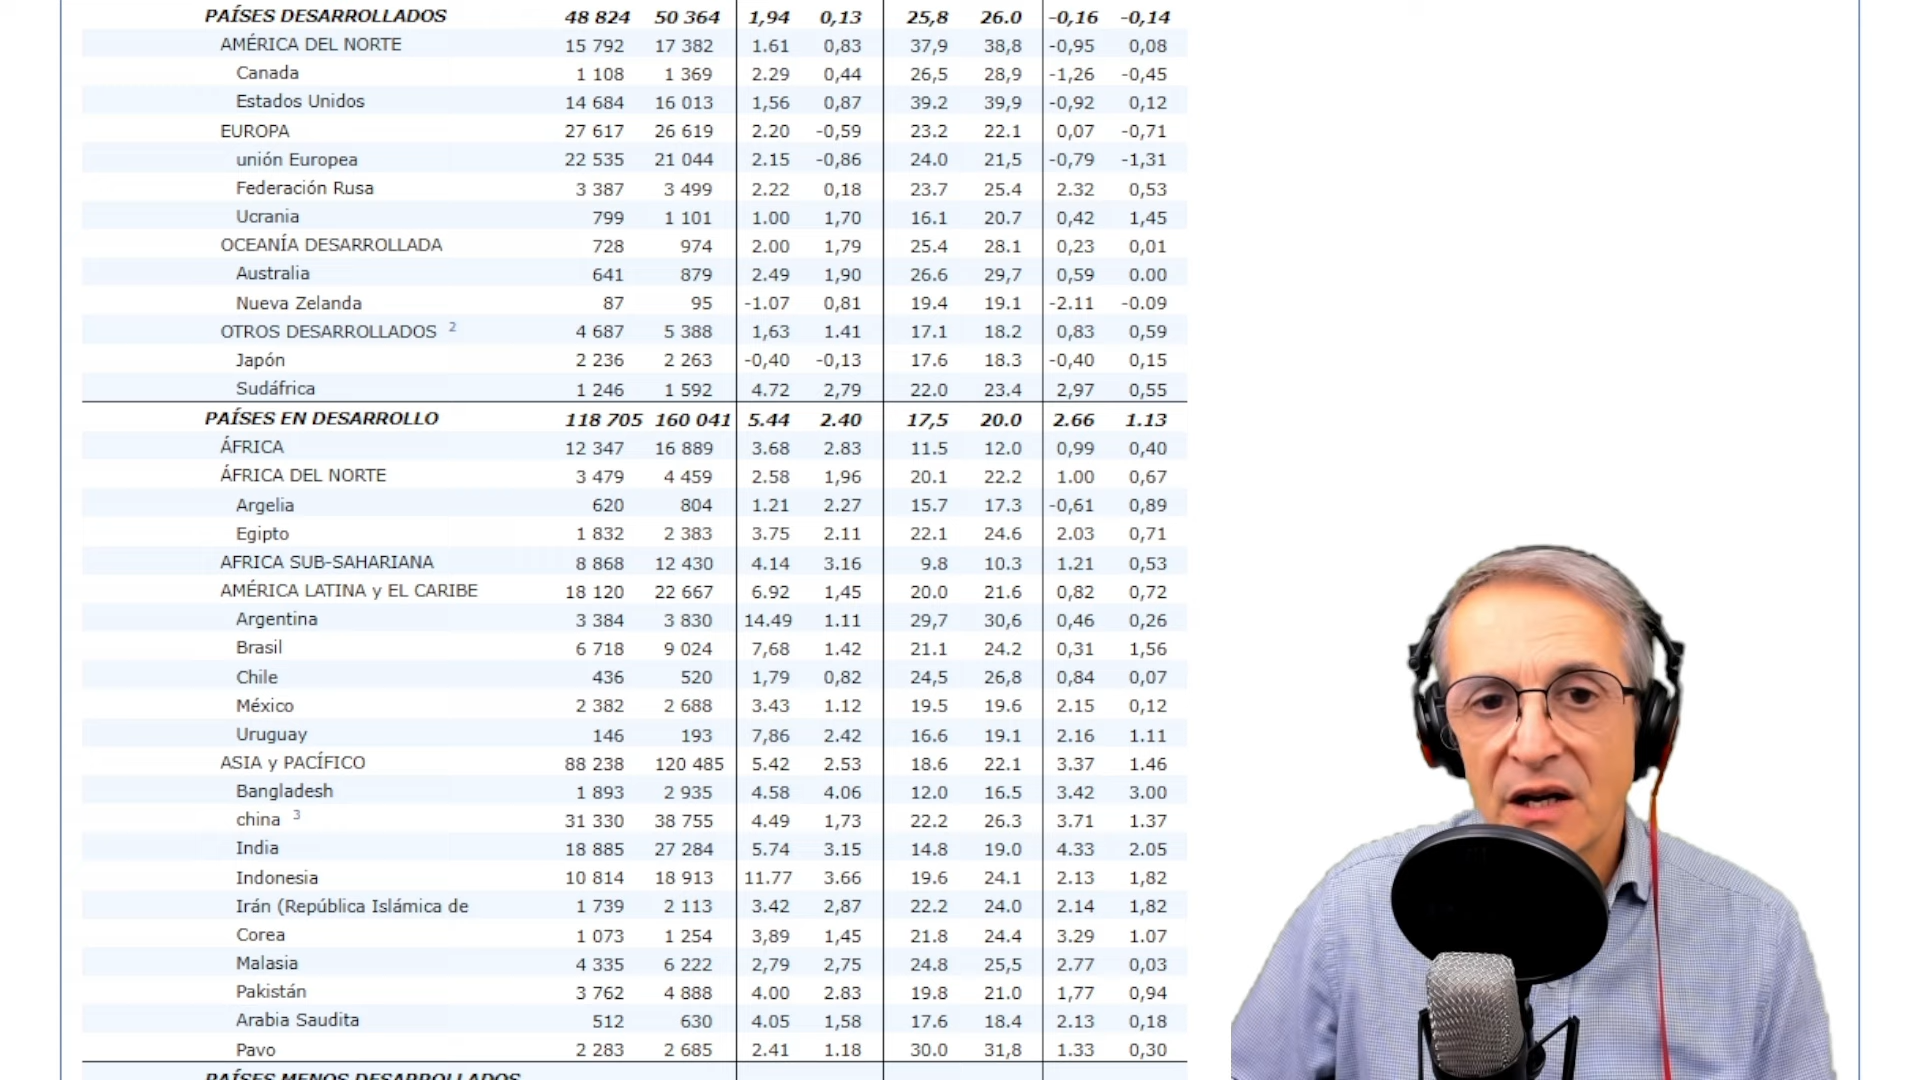 PAÍSES DESARROLLADOS 48 824 50 364 1,94 0,13 25,8 26.0 -0,16 -0,14
AMÉRICA DEL NORTE 15 792 17 382 1.61 0,83 37,9 38,8 -0,95 0,08
Canada 1 108 1 369 2.29 0,44 26,5 28,9 -1,26 -0,45
Estados Unidos 14 684 16 013 1,56 0,87 39.2 39,9 -0,92 0,12
EUROPA 27 617 26 619 2.20 -0,59 23.2 22.1 0,07 -0,71
unión Europea 22 535 21 044 2.15 -0,86 24.0 21,5 -0,79 -1,31
Federación Rusa 3 387 3 499 2.22 0,18 23.7 25.4 2.32 0,53
Ucrania 799 1 101 1.00 1,70 16.1 20.7 0,42 1,45
OCEANÍA DESARROLLADA 728 974 2.00 1,79 25.4 28.1 0,23 0,01
Australia 641 879 2.49 1,90 26.6 29,7 0,59 0.00
Nueva Zelanda 87 95 -1.07 0,81 19.4 19.1 -2.11 -0.09
OTROS DESARROLLADOS 2 4 687 5 388 1,63 1.41 17.1 18.2 0,83 0,59
Japón 2 236 2 263 -0,40 -0,13 17.6 18.3 -0,40 0,15
Sudáfrica 1 246 1 592 4.72 2,79 22.0 23.4 2,97 0,55
PAÍSES EN DESARROLLO 118 705 160 041 5.44 2.40 17,5 20.0 2.66 1.13
ÁFRICA 12 347 16 889 3.68 2.83 11.5 12.0 0,99 0,40
ÁFRICA DEL NORTE 3 479 4 459 2.58 1,96 20.1 22.2 1.00 0,67
Argelia 620 804 1.21 2.27 15.7 17.3 -0,61 0,89
Egipto 1 832 2 383 3.75 2.11 22.1 24.6 2.03 0,71
AFRICA SUB-SAHARIANA 8 868 12 430 4.14 3.16 9.8 10.3 1.21 0,53
AMÉRICA LATINA y EL CARIBE 18 120 22 667 6.92 1,45 20.0 21.6 0,82 0,72
Argentina 3 384 3 830 14.49 1.11 29,7 30,6 0,46 0,26
Brasil 6 718 9 024 7,68 1.42 21.1 24.2 0,31 1,56
Chile 436 520 1,79 0,82 24,5 26,8 0,84 0,07
México 2 382 2 688 3.43 1.12 19.5 19.6 2.15 0,12
Uruguay 146 193 7,86 2.42 16.6 19.1 2.16 1.11
ASIA y PACÍFICO 88 238 120 485 5.42 2.53 18.6 22.1 3.37 1.46
Bangladesh 1 893 2 935 4.58 4.06 12.0 16.5 3.42 3.00
china 3 31 330 38 755 4.49 1,73 22.2 26.3 3.71 1.37
India 18 885 27 284 5.74 3.15 14.8 19.0 4.33 2.05
Indonesia 10 814 18 913 11.77 3.66 19.6 24.1 2.13 1,82
Irán (República Islámica de 1 739 2 113 3.42 2,87 22.2 24.0 2.14 1,82
Corea 1 073 1 254 3,89 1,45 21.8 24.4 3.29 1.07
Malasia 4 335 6 222 2,79 2,75 24.8 25,5 2.77 0,03
Pakistán 3 762 4 888 4.00 2.83 19.8 21.0 1,77 0,94
Arabia Saudita 512 630 4.05 1,58 17.6 18.4 2.13 0,18
Pavo 2 283 2 685 2.41 1.18 30.0 31,8 1.33 0,30
PAÍSES MENOS DESARROLLADOS